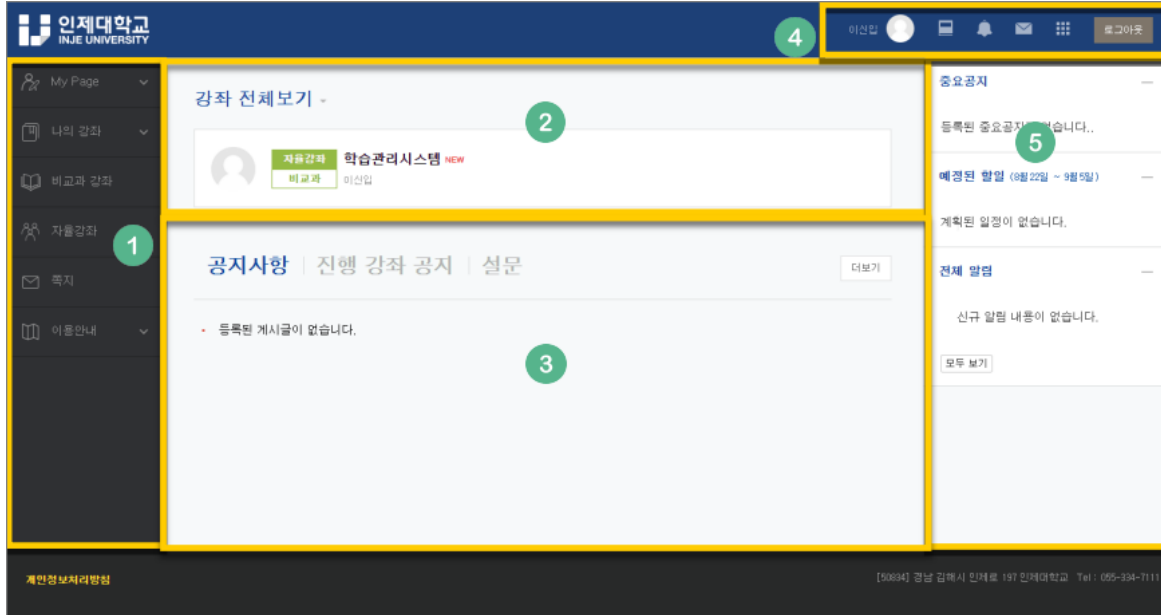 인제대학교
INJE UNIVERSITY
4
이신입
로그아웃
My Page
나의 강좌
비교과 강좌
자율강좌
1
쪽지
이용안내
강좌 전체보기
2
자율강좌
비교과
학습관리시스템 NEW
이신입
공지사항 진행 강좌 공지 설문
더보기
등록된 게시글이 없습니다.
3
중요공지
등록된 중요공지 없습니다..
5
예정된 할일 (8월 22일 ~ 9월 5일)
계획된 일정이 없습니다.
전체 알림
신규 알림 내용이 없습니다.
모두 보기
개인정보처리방침
[50834] 경남 김해시 인제로 197 인제대학교 Tel : 055-334-7111